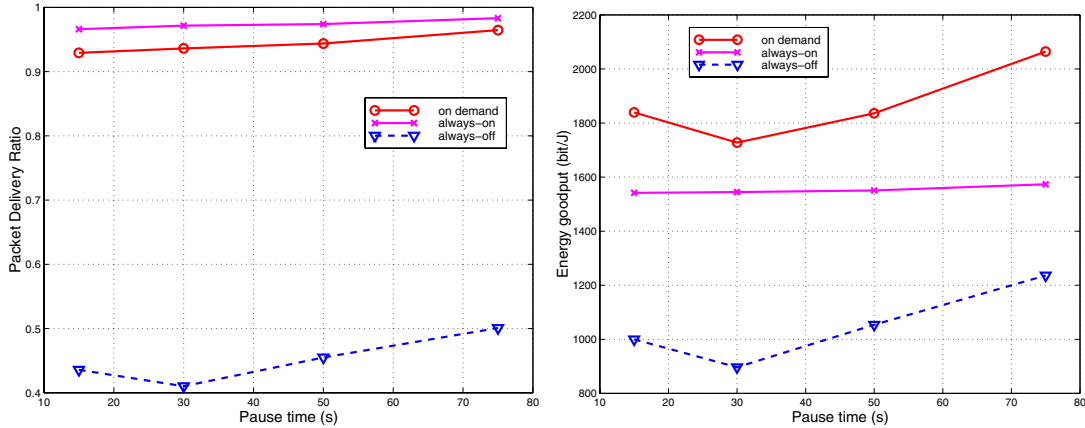 1
0.9
0.8
0.7
0.6
0.5
0.4
10 20 30 40 50 60 70 80
Packet Delivery Ratio
Pause time (s)
on demand
always-on
always-off
2200
2000
1800
1600
1400
1200
1000
800
10 20 30 40 50 60 70 80
Energy goodput (bit/J)
Pause time (s)
on demand
always-on
always-off